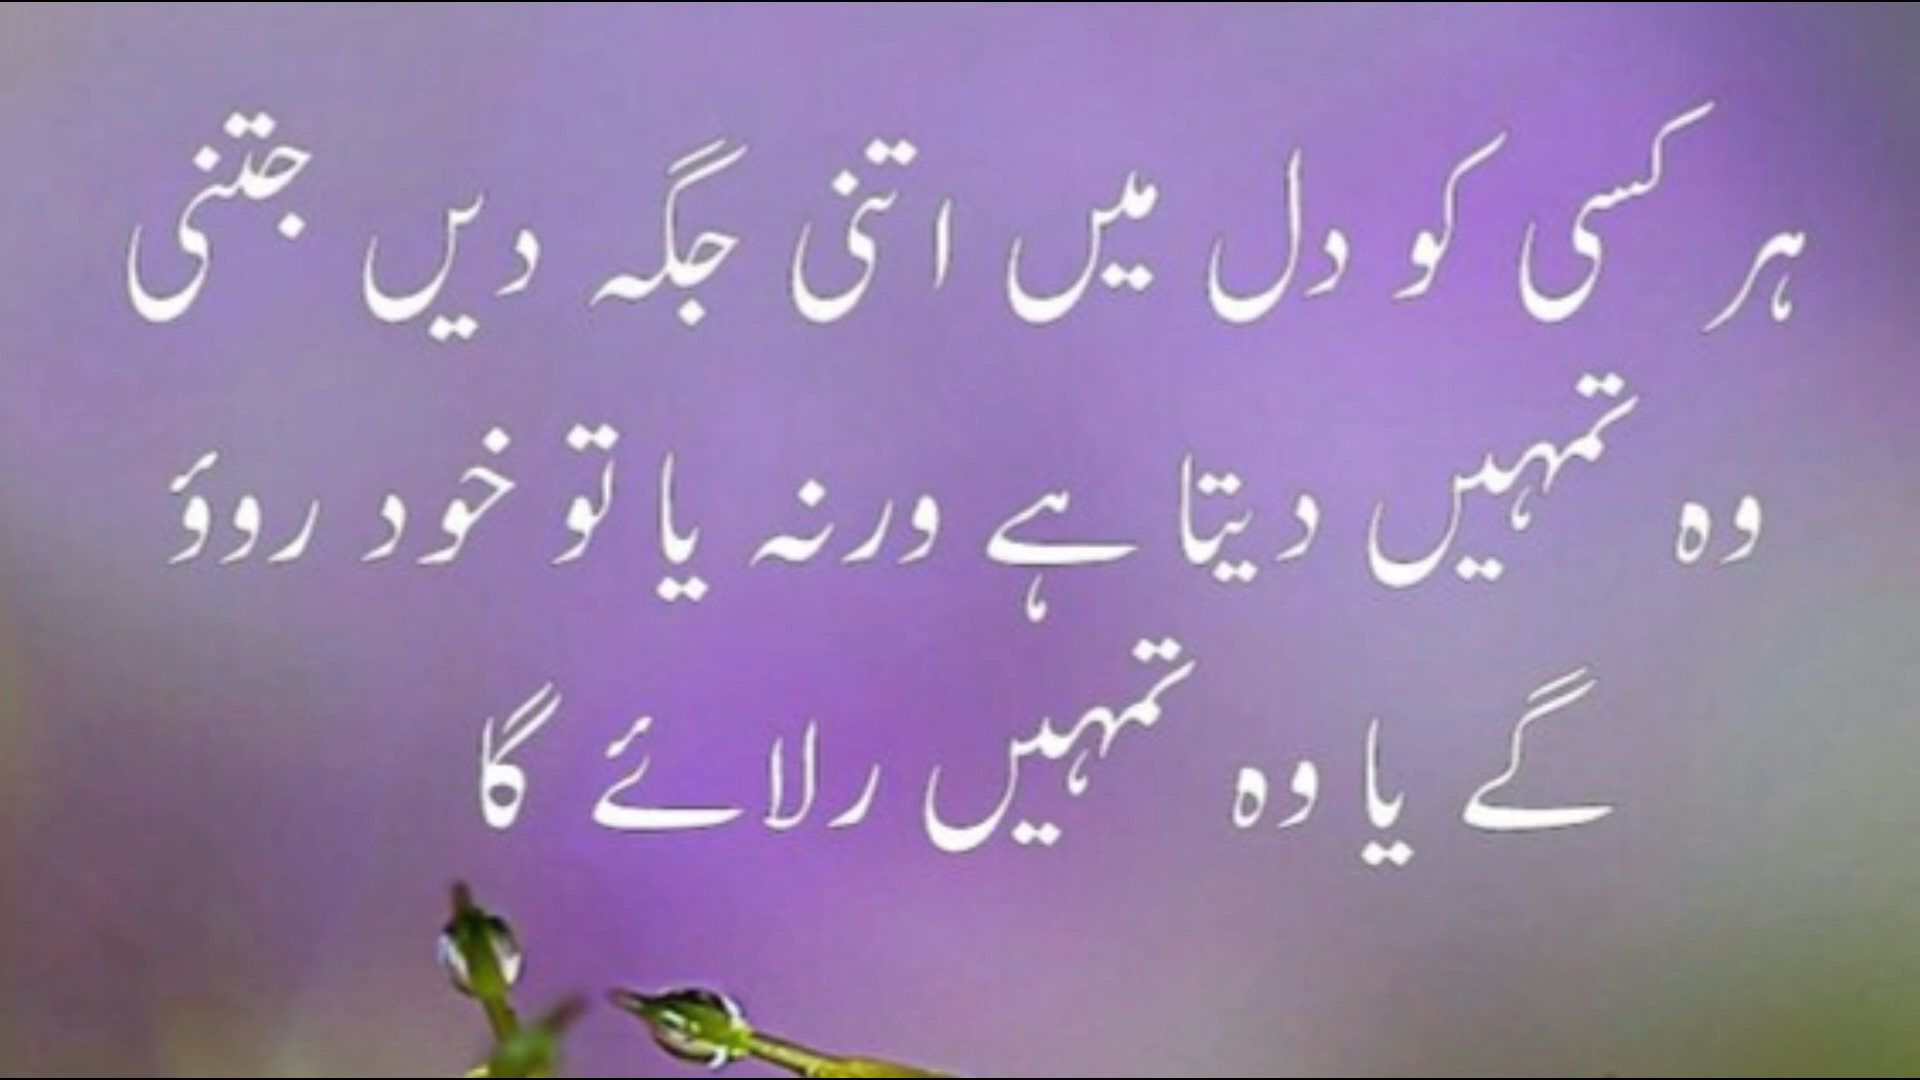 ہر کسی کو دل میں اتنی جگہ دیں جتنی
وہ تمہیں دیتا ہے ورنہ یا تو خود روؤ
گے یا وہ تمہیں رلائے گا